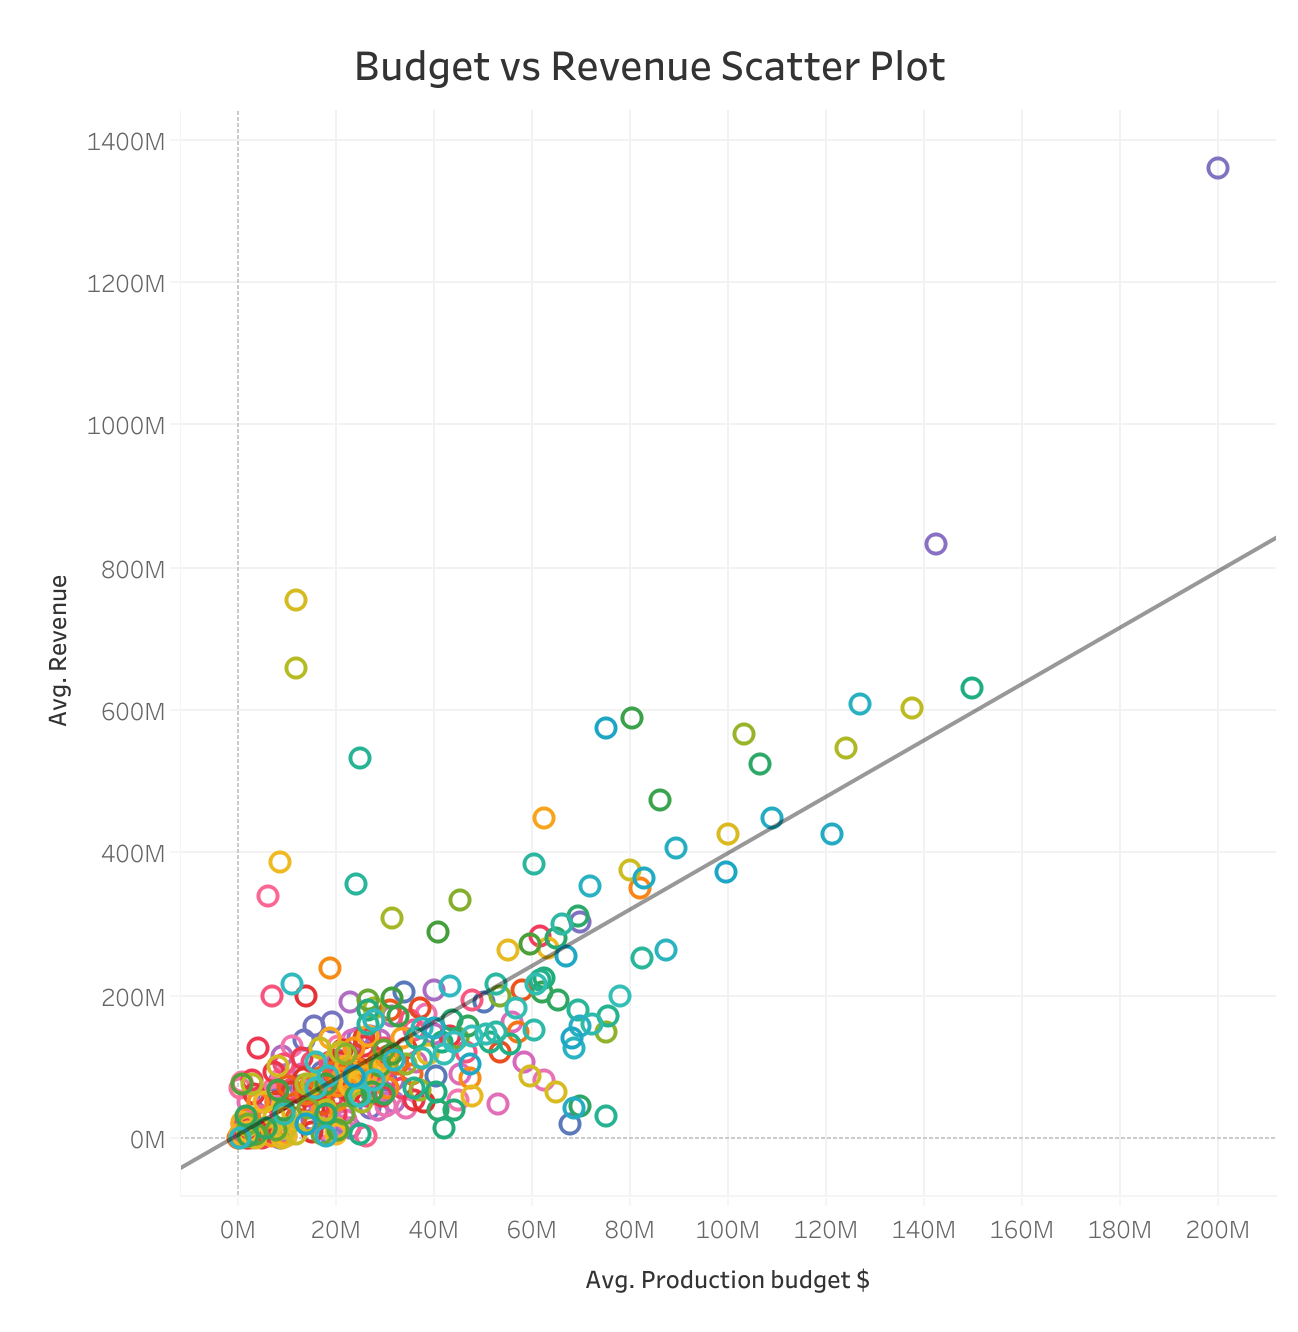 Budget vs Revenue Scatter Plot
1400M
1200M
1000M
800M
600M
400M
200M
0M
Avg. Revenue
0M 20M 40M 60M 80M 100M 120M 140M 160M 180M 200M
Avg. Production budget $